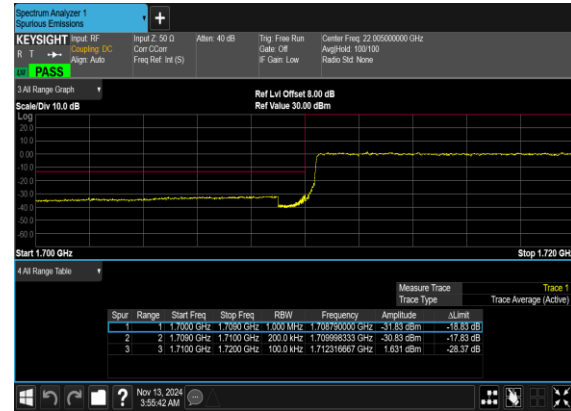 Spectrum Analyzer 1
Spurious Emissions
+
KEYSIGHT
R T
LU PASS
Input: RF
Coupling: DC
Align: Auto
Input Z: 50 Ω
Corr CCorr
Freq Ref: Int (S)
Atten: 40 dB
Trig: Free Run
Gate: Off
IF Gain: Low
Center Freq: 22.005000000 GHz
Avg|Hold: 100/100
Radio Std: None
3 All Range Graph
Ref Lvl Offset 8.00 dB
Scale/Div 10.0 dB Ref Value 30.00 dBm
Log
20.0
10.0
0.00
-10.0
-20.0
-30.0
-40.0
-50.0
-60.0
Start 1.700 GHz Stop 1.720 GH
4 All Range Table
Measure Trace Trace 1
Trace Type Trace Average (Active)
Spur Range Start Freq Stop Freq RBW Frequency Amplitude ΔLimit
1 1 1.7000 GHz 1.7090 GHz 1.000 MHz 1.708790000 GHz -31.83 dBm -18.83 dB
2 2 1.7090 GHz 1.7100 GHz 200.0 kHz 1.709998333 GHz -30.83 dBm -17.83 dB
3 3 1.7100 GHz 1.7200 GHz 100.0 kHz 1.712316667 GHz 1.631 dBm -28.37 dB
?
Nov 13, 2024
3:55:42 AM